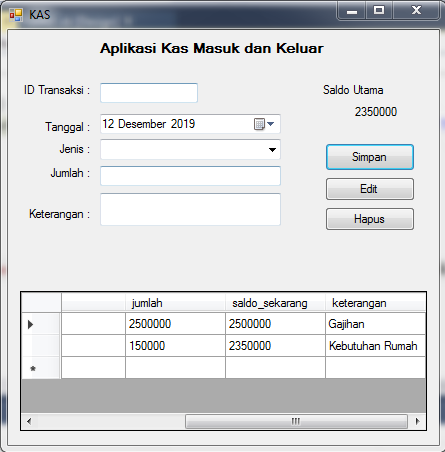 KAS
Aplikasi Kas Masuk dan Keluar
ID Transaksi :
Saldo Utama
2350000
Tanggal :
12 Desember 2019
Jenis :
Simpan
Jumlah :
Edit
Keterangan :
Hapus
jumlah saldo_sekarang keterangan
2500000 2500000 Gajihan
150000 2350000 Kebutuhan Rumah